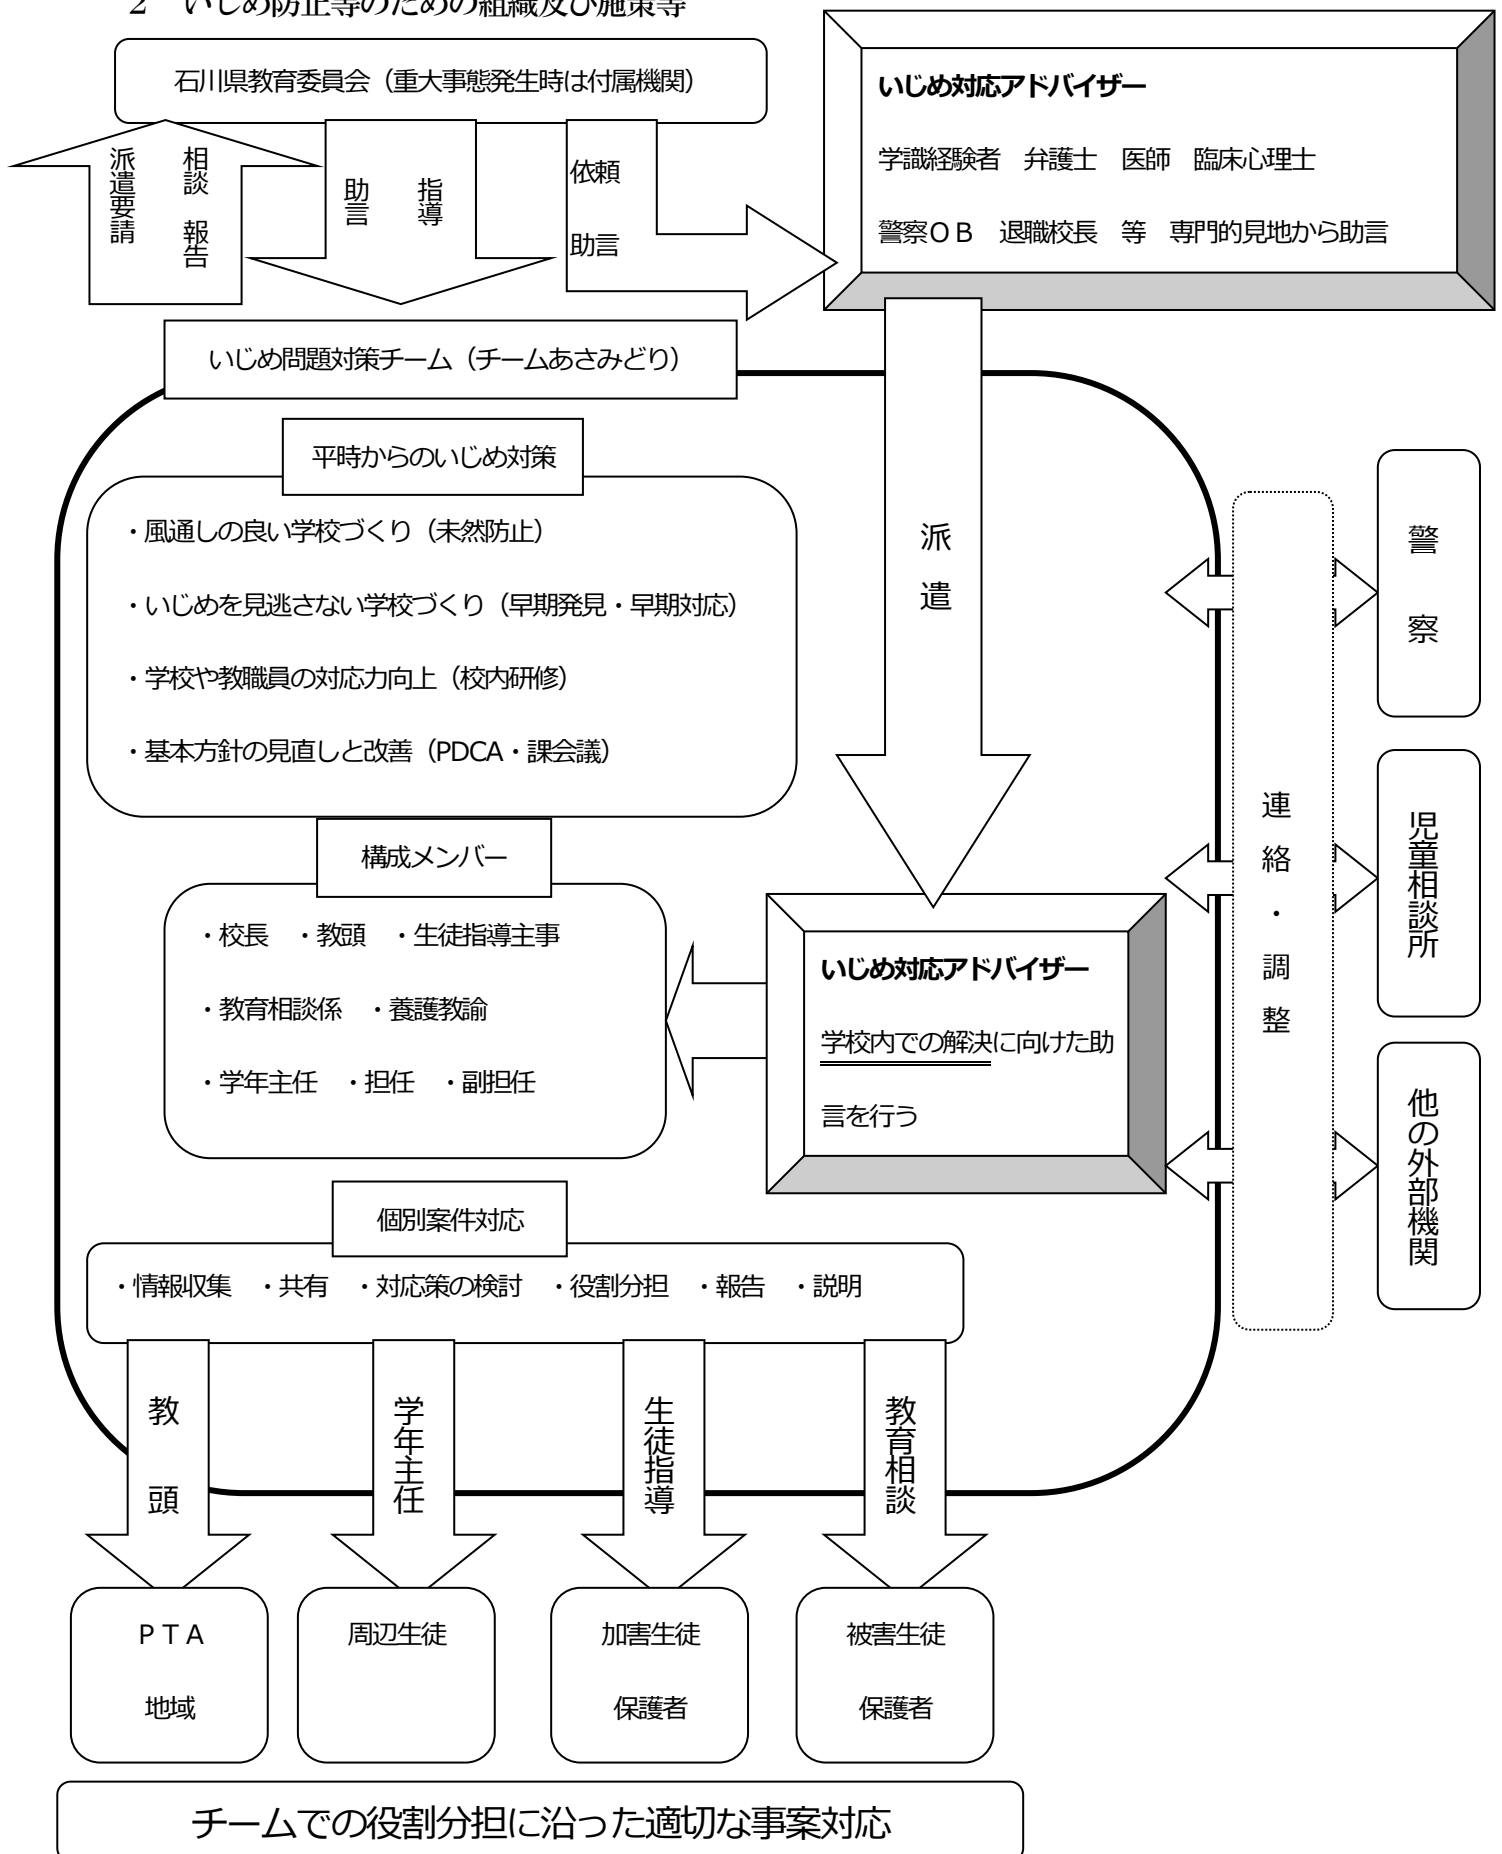 ２　いじめ防止等のための組織及び施策等
石川県教育委員会（重大事態発生時は付属機関）
いじめ対応アドバイザー
学識経験者　弁護士　医師　臨床心理士
警察ＯＢ　退職校長　等　専門的見地から助言
相談　報告
派遣要請
指導
助言
依頼
助言
いじめ問題対策チーム（チームあさみどり）
平時からのいじめ対策
・風通しの良い学校づくり（未然防止）
・いじめを見逃さない学校づくり（早期発見・早期対応）
・学校や教職員の対応力向上（校内研修）
・基本方針の見直しと改善（PDCA・課会議）
派　遣
構成メンバー
・校長　・教頭　・生徒指導主事
・教育相談係　・養護教諭
・学年主任　・担任　・副担任
いじめ対応アドバイザー
学校内での解決に向けた助
言を行う
連　絡　・　調　整
警　察
児童相談所
他の外部機関
個別案件対応
・情報収集　・共有　・対応策の検討　・役割分担　・報告　・説明
教　頭
学年主任
生徒指導
教育相談
ＰＴＡ
地域
周辺生徒
加害生徒
保護者
被害生徒
保護者
チームでの役割分担に沿った適切な事案対応